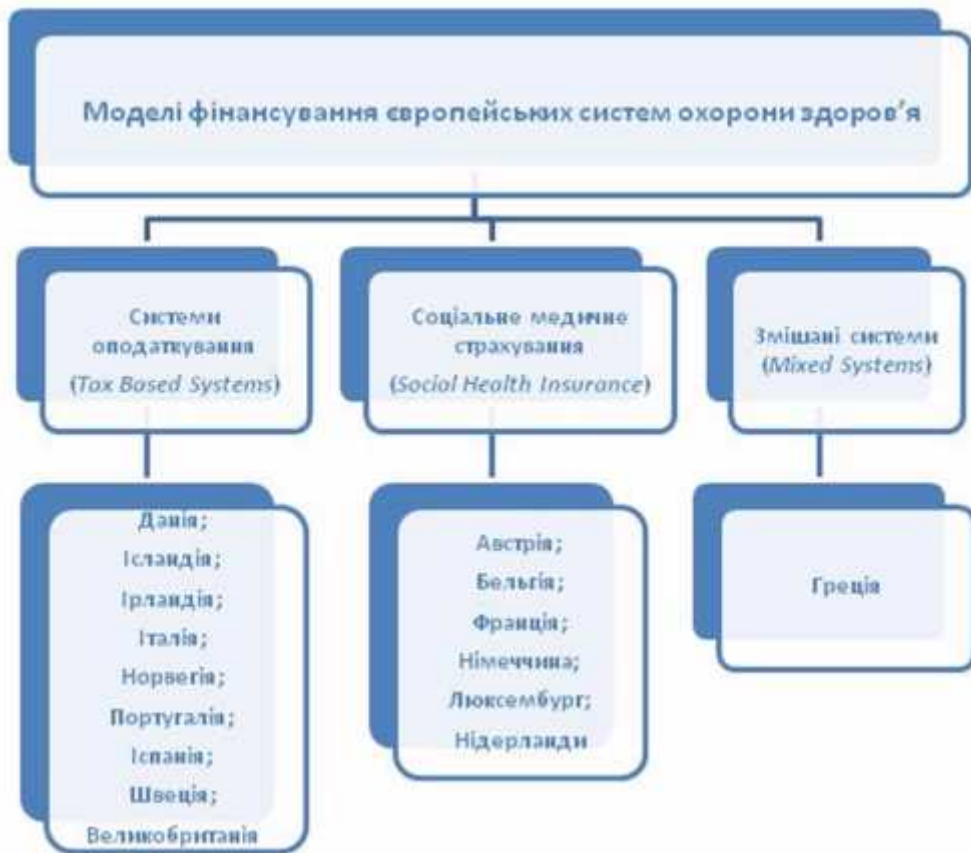 Моделі фінансування європейських систем охорони здоров’я
Системи
оподаткування
(Tax Based Systems)
Соціальне медичне
страхування
(Social Health Insurance)
Змішані системи
(Mixed Systems)
Данія;
Ісландія;
Ірландія;
Італія;
Норвегія;
Португалія;
Іспанія;
Швеція;
Великобританія
Австрія;
Бельгія;
Франція;
Німеччина;
Люксембург;
Нідерланди
Греція